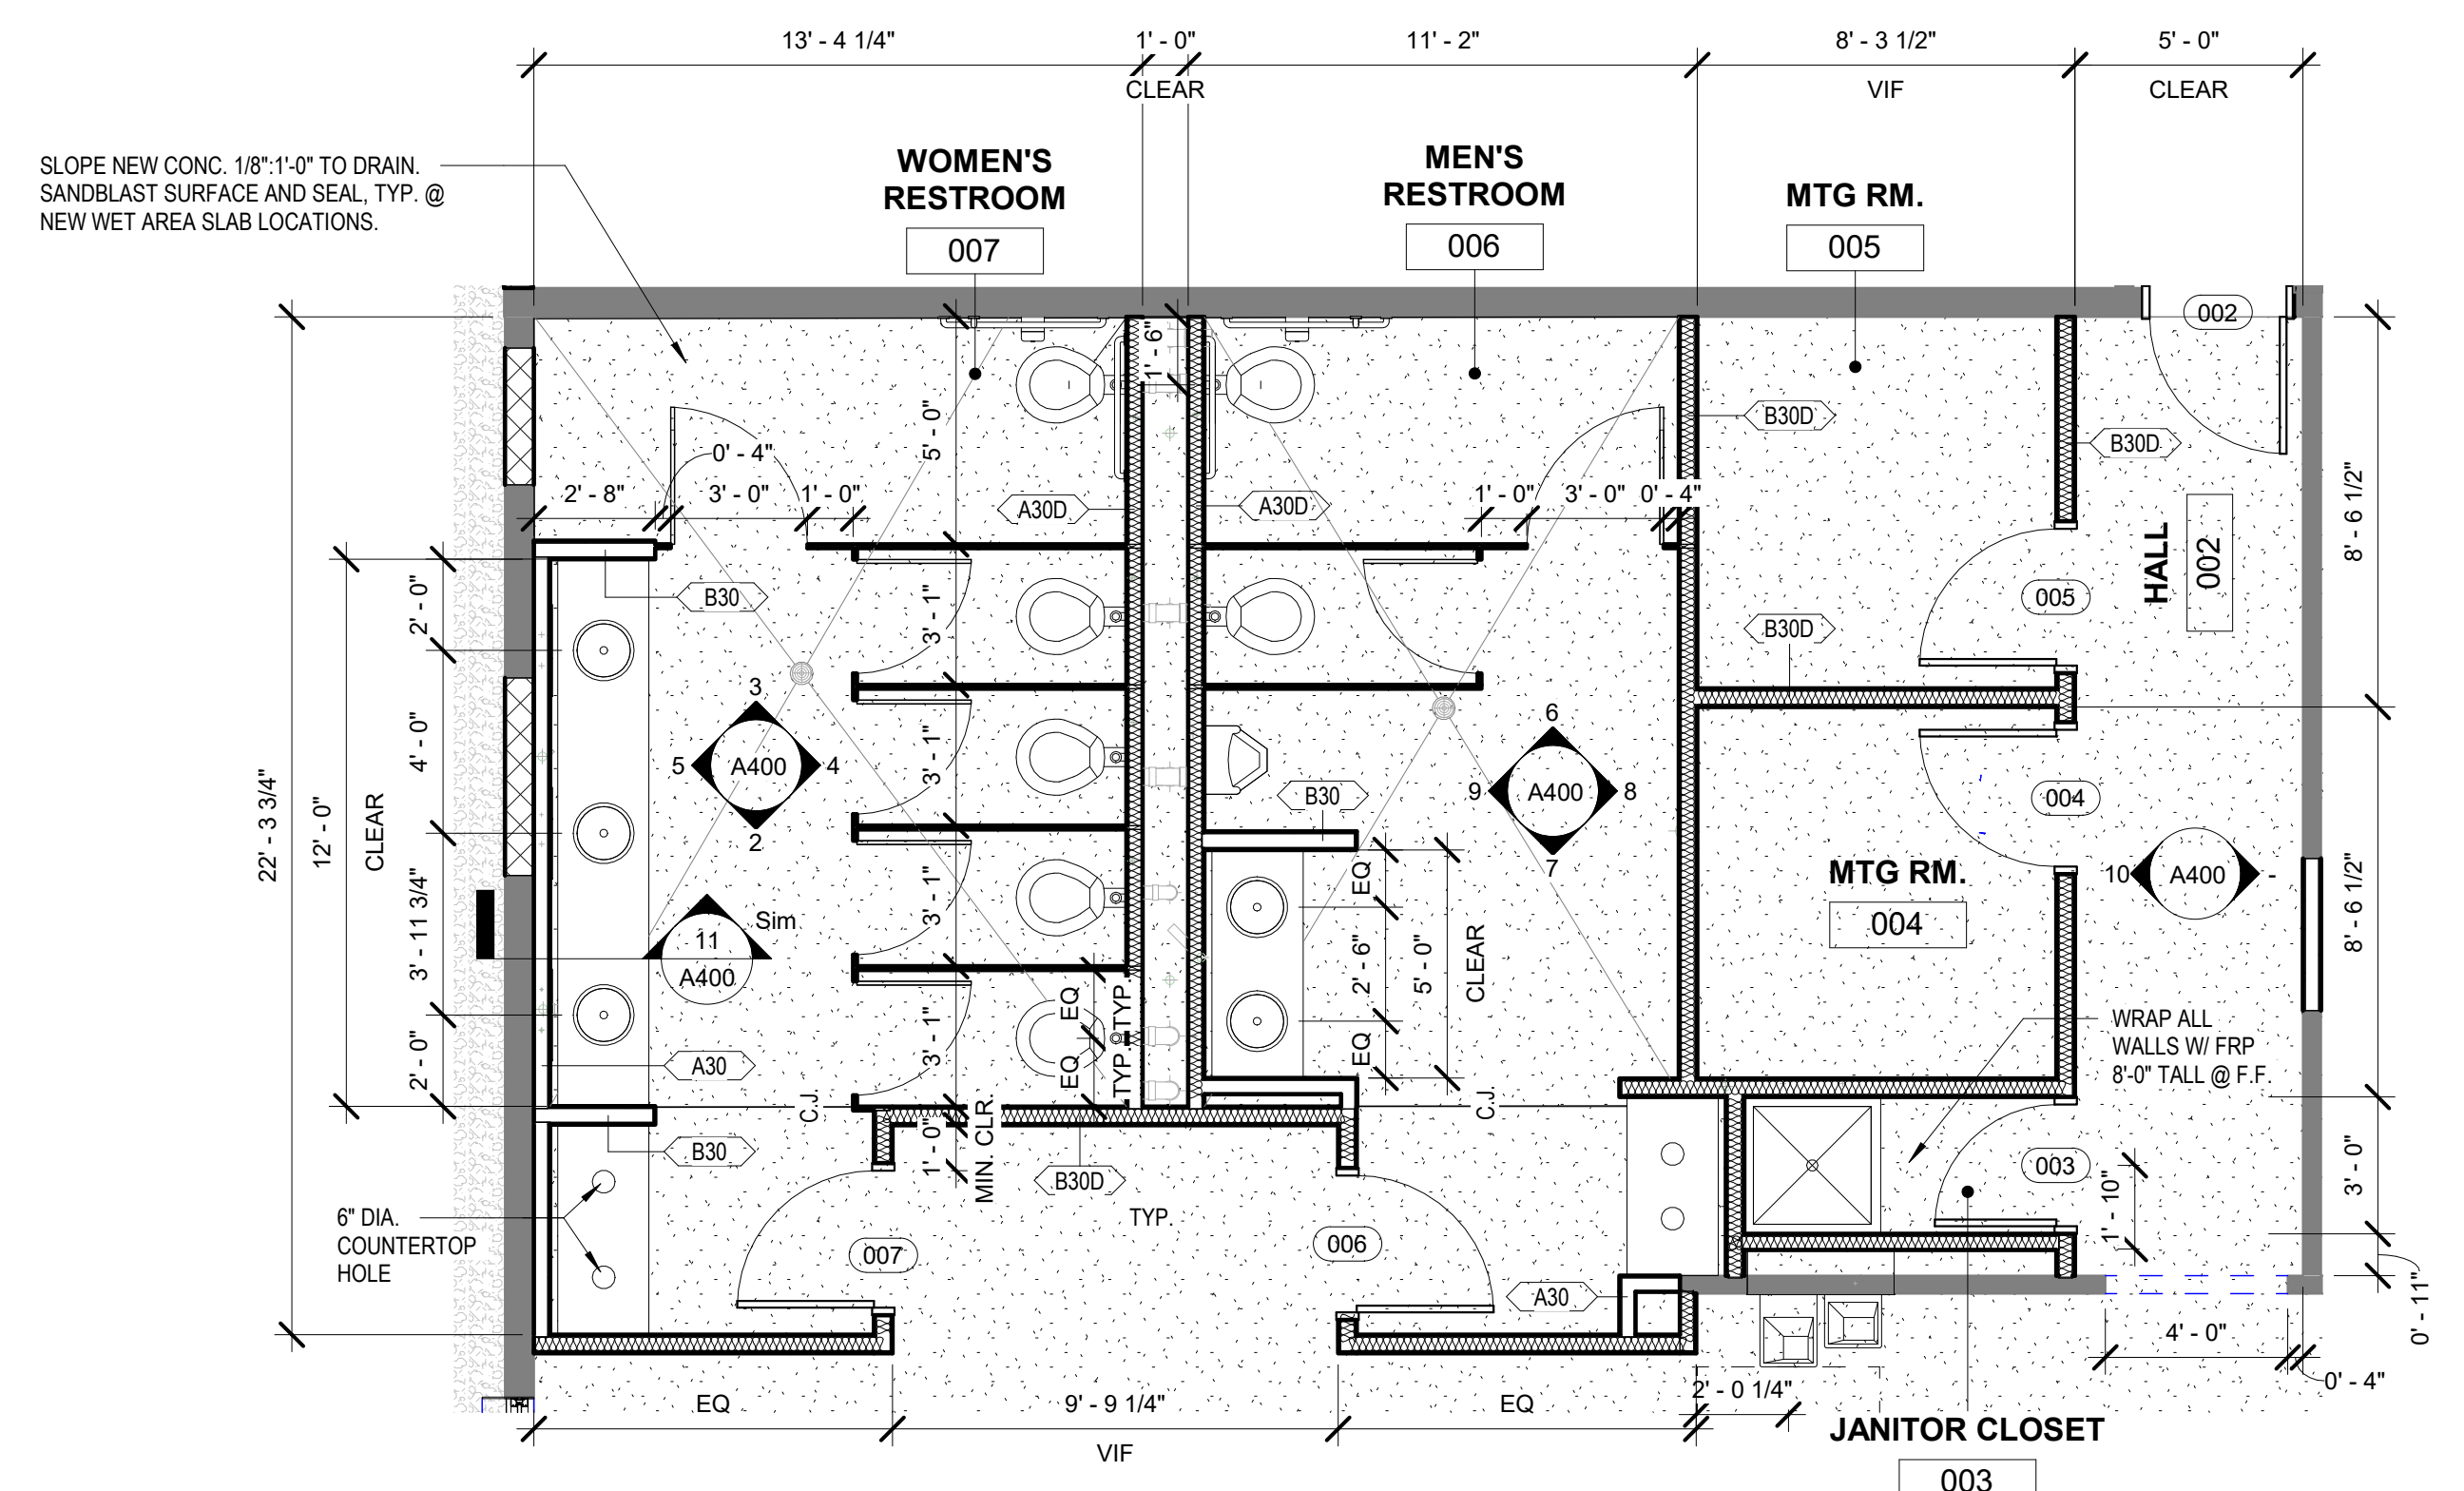 13' - 4 1/4"
1' - 0"
11' - 2"
8' - 3 1/2"
5' - 0"
CLEAR
VIF
CLEAR
SLOPE NEW CONC. 1/8":1'-0" TO DRAIN.
SANDBLAST SURFACE AND SEAL, TYP. @
NEW WET AREA SLAB LOCATIONS.
WOMEN'S
RESTROOM
007
MEN'S
RESTROOM
006
MTG RM.
005
002
1' - 6"
5' - 0"
0' - 4"
2' - 8"
3' - 0"
1' - 0"
A30D
A30D
1' - 0"
3' - 0"
0' - 4"
B30D
B30D
8' - 6 1/2"
HALL
002
B30
2' - 0"
3' - 1"
005
B30D
3
5
A400
4
2
4' - 0"
3' - 1"
6
9
A400
8
7
B30
004
22' - 3 3/4"
12' - 0"
CLEAR
3' - 11 3/4"
11
A400
Sim
3' - 1"
EQ
2' - 6"
EQ
5' - 0"
CLEAR
MTG RM.
004
10
A400
-
8' - 6 1/2"
2' - 0"
A30
3' - 1"
EQ
EQ
TYP.
TYP.
WRAP ALL
WALLS W/ FRP
8'-0" TALL @ F.F.
C.J.
C.J.
B30
1' - 0"
MIN. CLR.
B30D
TYP.
003
1' - 10"
3' - 0"
6" DIA.
COUNTERTOP
HOLE
007
006
A30
0' - 11"
4' - 0"
0' - 4"
EQ
9' - 9 1/4"
VIF
EQ
2' - 0 1/4"
JANITOR CLOSET
003